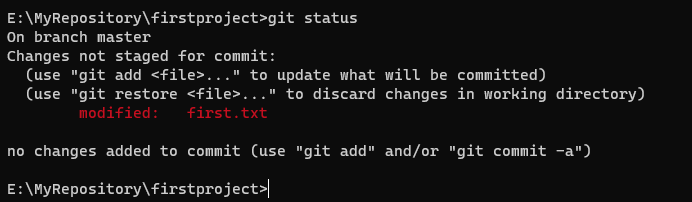 E:\MyRepository\firstproject>git status
On branch master
Changes not staged for commit:
  (use "git add <file>..." to update what will be committed)
  (use "git restore <file>..." to discard changes in working directory)
        modified:   first.txt

no changes added to commit (use "git add" and/or "git commit -a")

E:\MyRepository\firstproject>